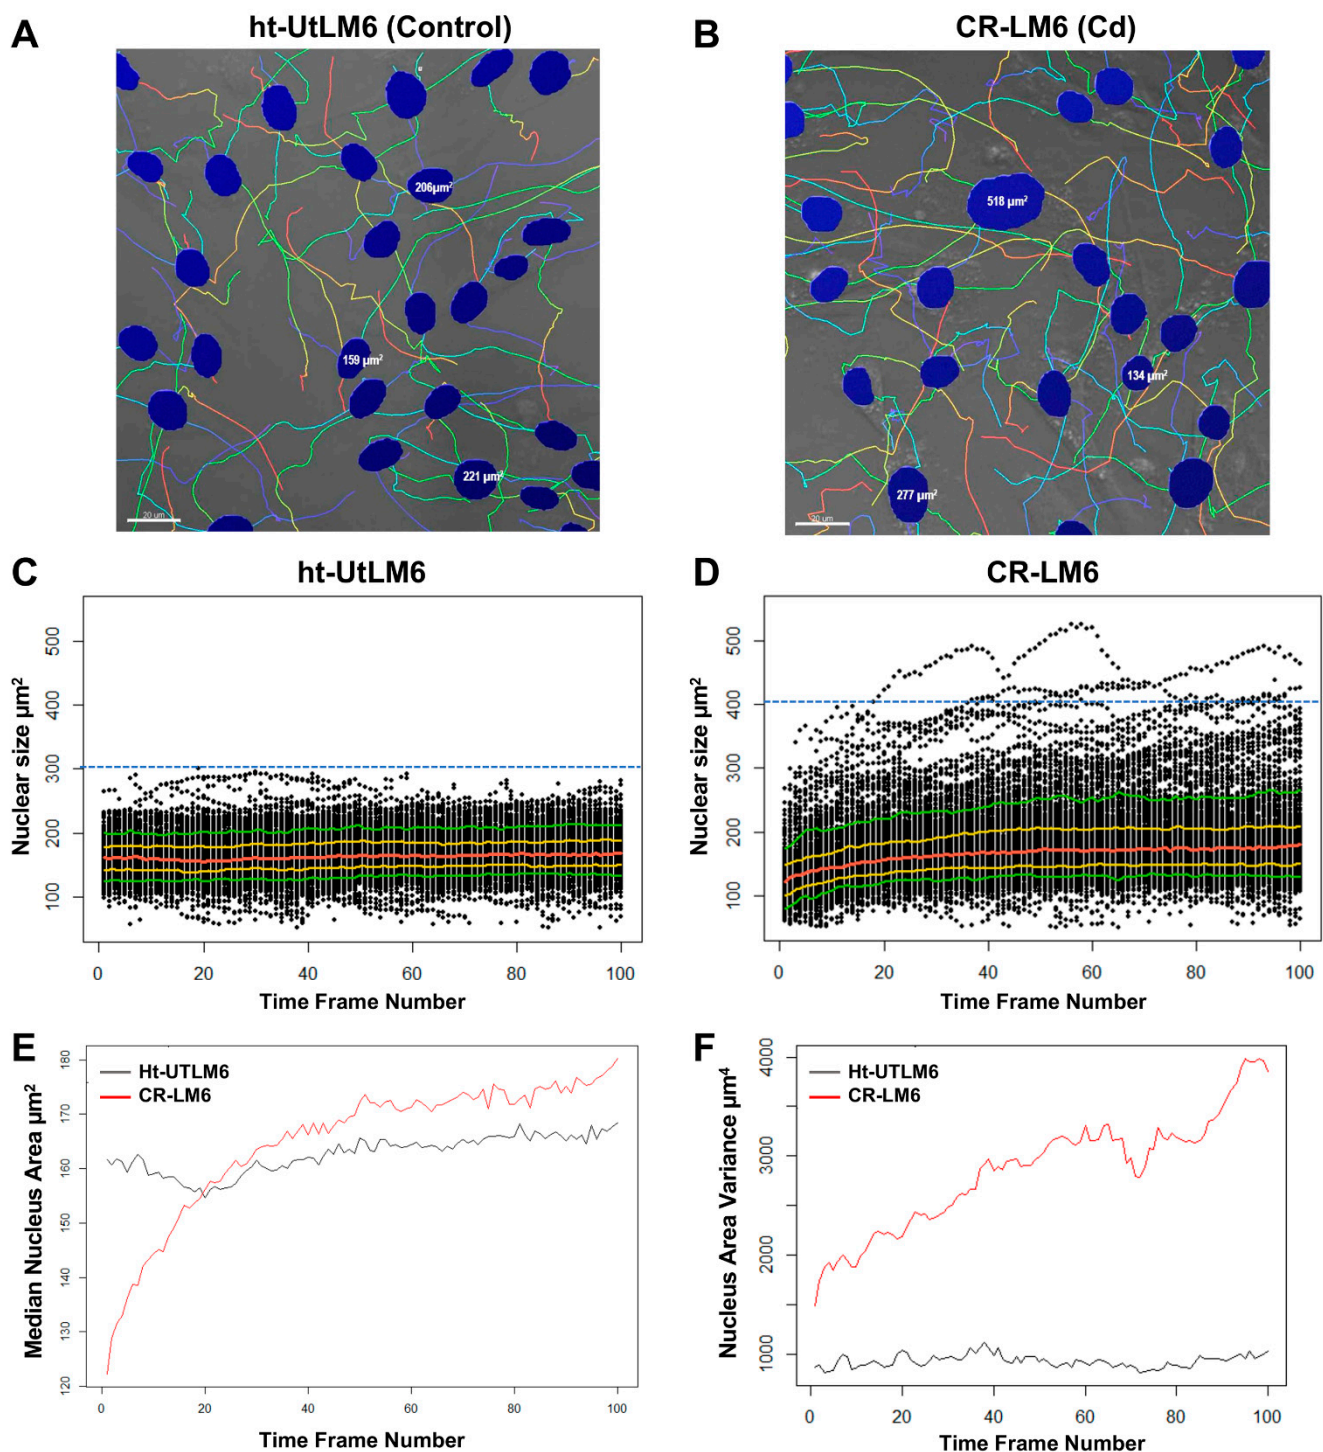 A
ht-UtLM6 (Control)
206µm²
159 µm²
221 µm²
20 um
B
CR-LM6 (Cd)
518 µm²
134 µm²
277 µm²
20 um
C
ht-UtLM6
Nuclear size µm²
500
400
300
200
100
0 20 40 60 80 100
Time Frame Number
D
CR-LM6
Nuclear size µm²
500
400
300
200
100
0 20 40 60 80 100
Time Frame Number
E
Ht-UTLM6
CR-LM6
Median Nucleus Area µm²
180
170
160
150
140
130
120
0 20 40 60 80 100
Time Frame Number
F
Ht-UTLM6
CR-LM6
Nucleus Area Variance µm⁴
4000
3000
2000
1000
0 20 40 60 80 100
Time Frame Number